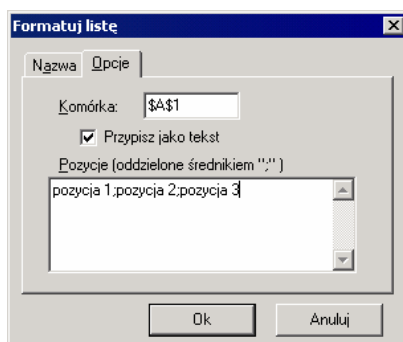 Formatuj listę
Nazwa Opcje
Komórka: $A$1
Przypisz jako tekst
Pozycje (oddzielone średnikiem ";" )
pozycja 1;pozycja 2;pozycja 3
Ok Anuluj